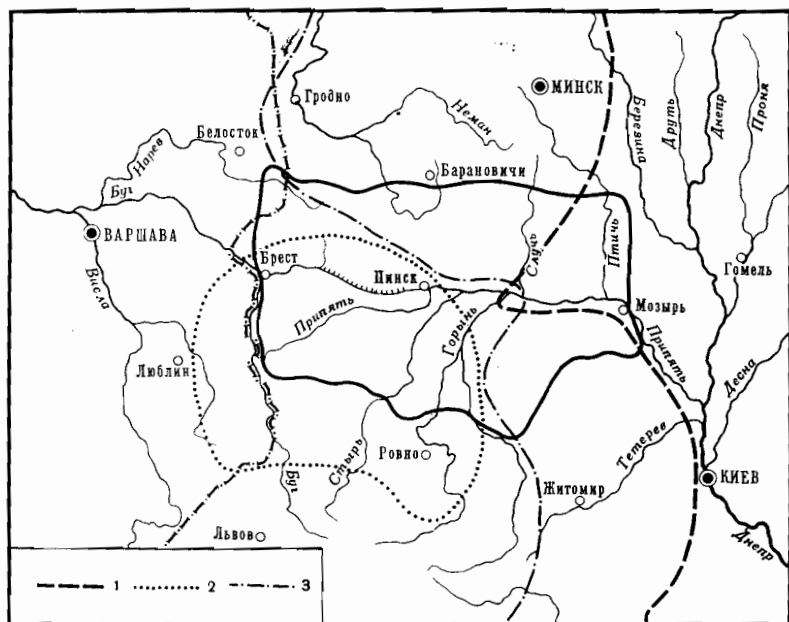 Гродно
Неман
МИНСК
Березина
Друть
Днепр
Проня
Белосток
Нарев
Барановичи
Буг
ВАРШАВА
Висла
Брест
Пинск
Случь
Птичь
Гомель
Припять
Горынь
Мозырь
Припять
Десна
Люблин
Стырь
Ровно
Тетерев
Буг
Житомир
КИЕВ
Львов
Днепр
1 2 3